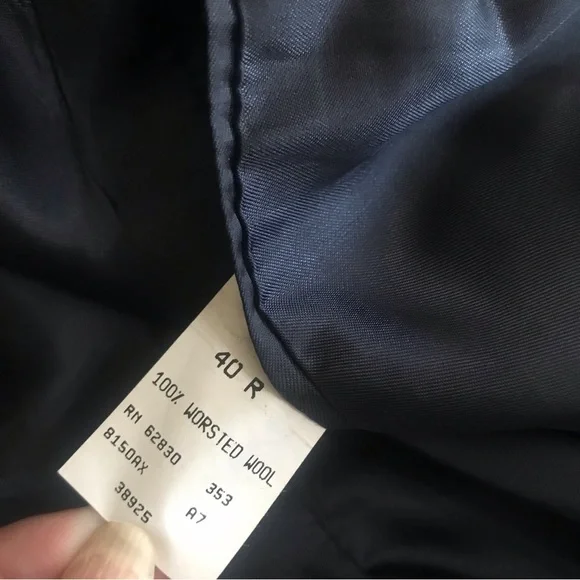 40 R
100% WORSTED WOOL
RN 62830 353
8150AX A7
38925